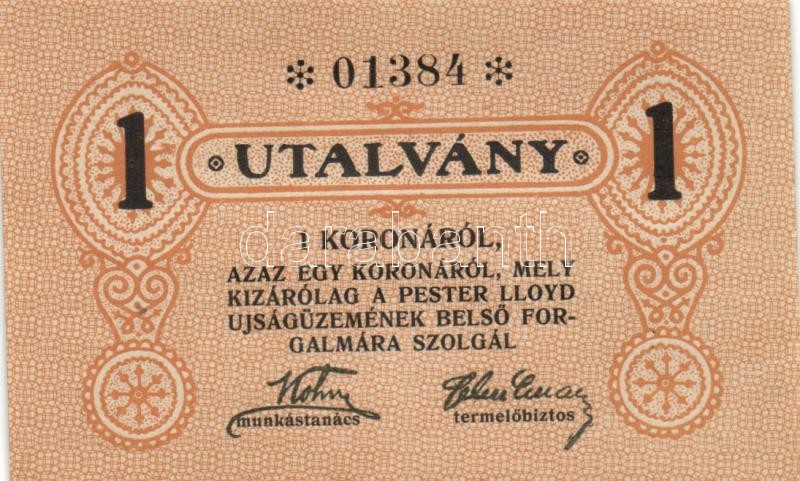 * 01384 *
1 UTALVÁNY 1
1 KORONÁRÓL,
AZAZ EGY KORONÁRÓL, MELY
KIZÁRÓLAG A PESTER LLOYD
UJSÁGÜZEMÉNEK BELSŐ FOR-
GALMÁRA SZOLGÁL
munkástanács termelőbiztos
darabanth